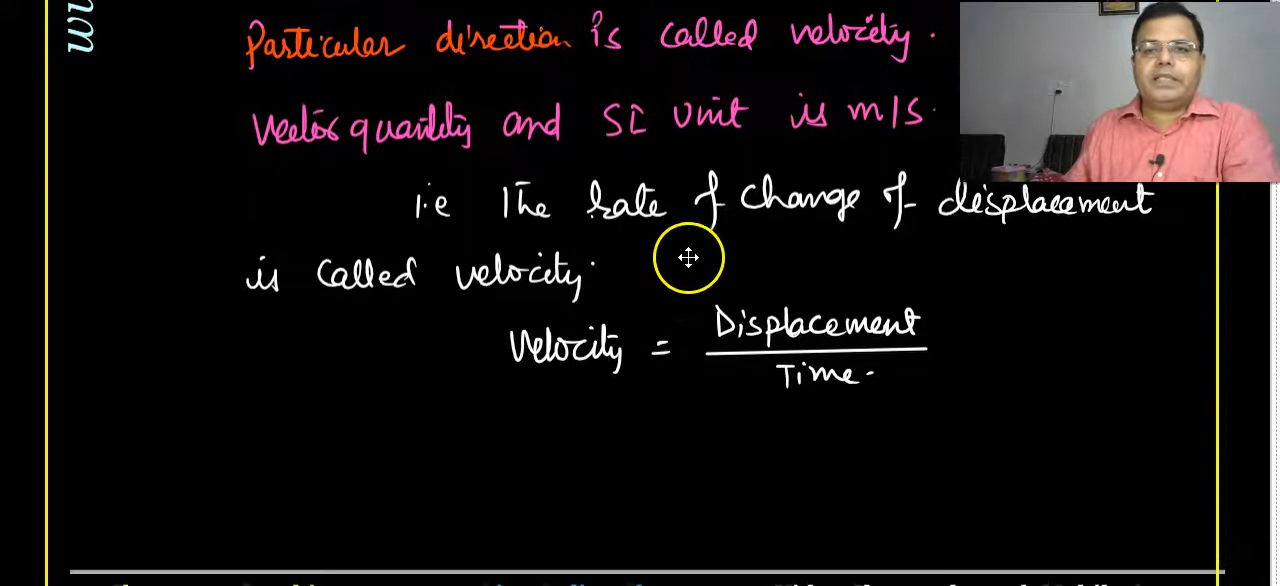 Particular direction is called velocity.
Vector quantity and SI unit is m/s.
i.e The rate of change of displacement
is called velocity.
Velocity = Displacement
Time.